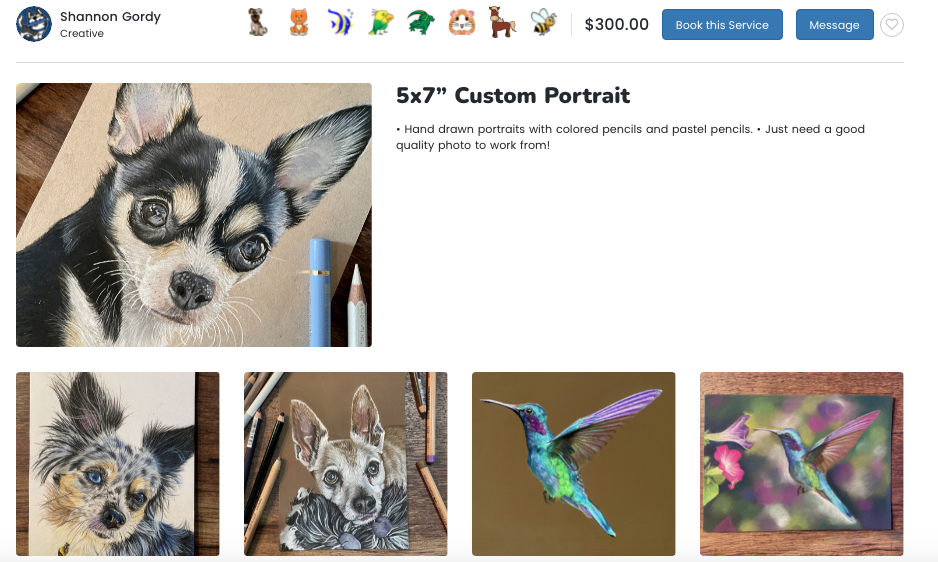 Shannon Gordy
Creative
$300.00
Book this Service
Message
5x7” Custom Portrait
• Hand drawn portraits with colored pencils and pastel pencils. • Just need a good
quality photo to work from!